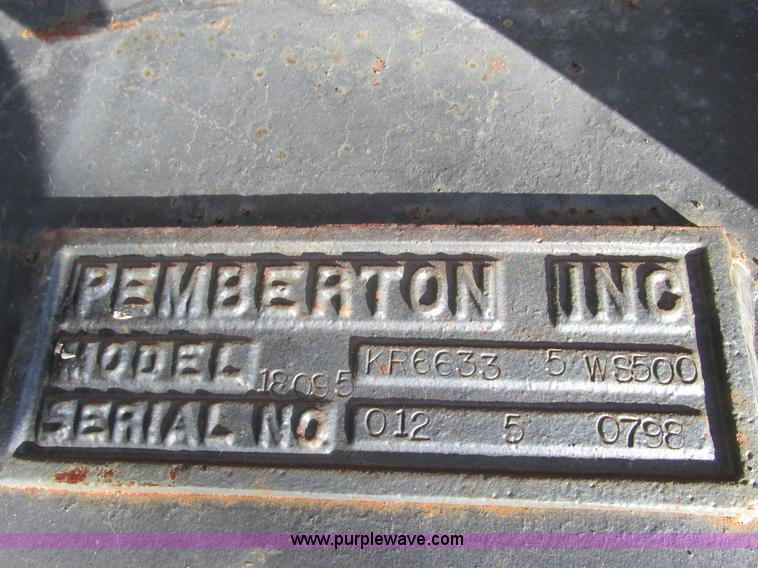 PEMBERTON INC
MODEL 18095 KR6633 5 WS500
SERIAL NO 012 5 0798
www.purplewave.com